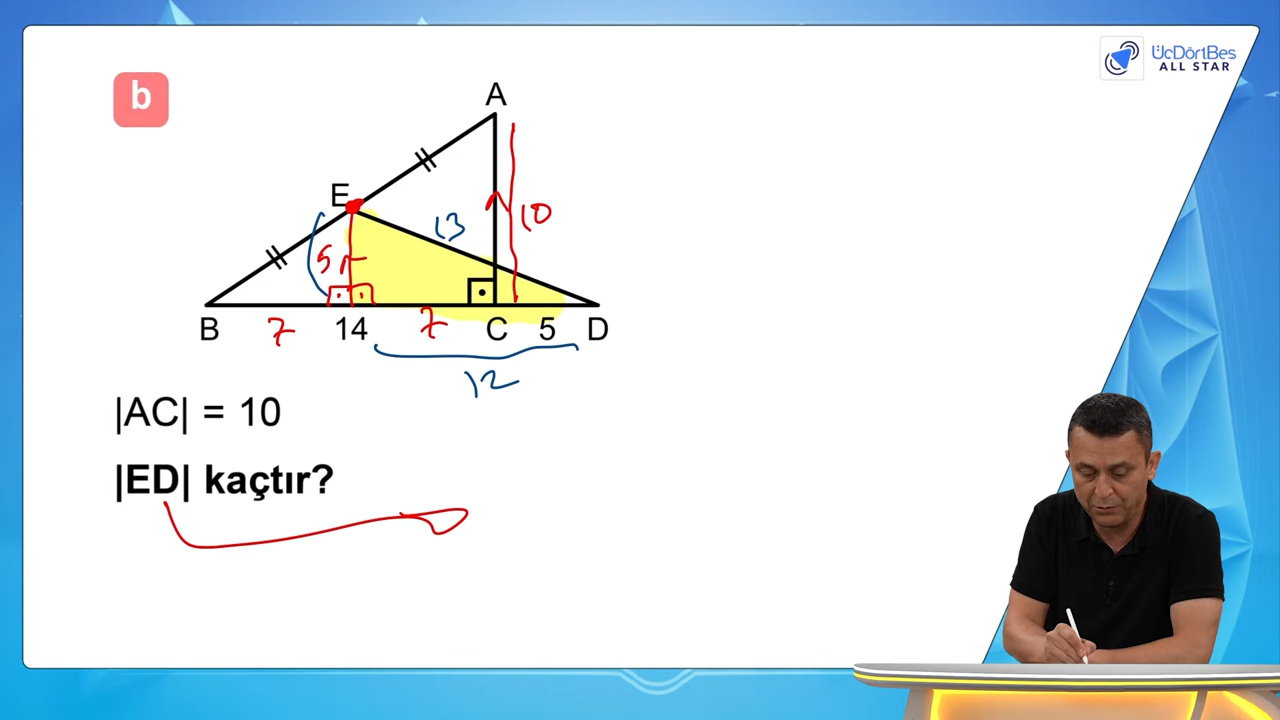 b
ÜçDörtBeş
ALL STAR
A
E
13
10
5
B 7 14 7 C 5 D
12
|AC| = 10
|ED| kaçtır?